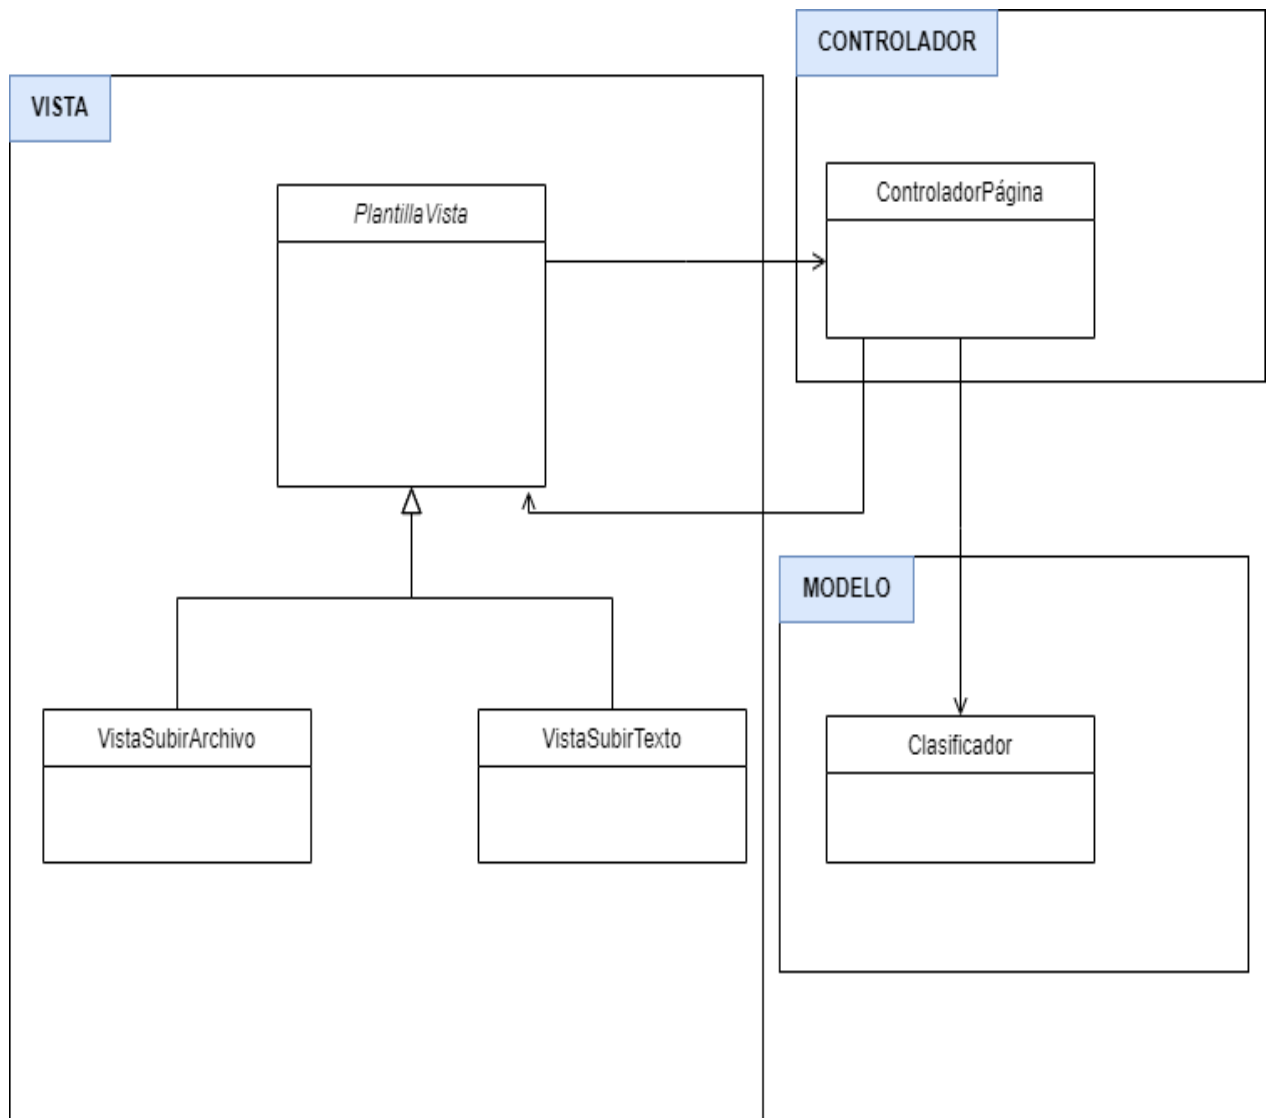 CONTROLADOR
VISTA
ControladorPágina
PlantillaVista
MODELO
VistaSubirArchivo
VistaSubirTexto
Clasificador